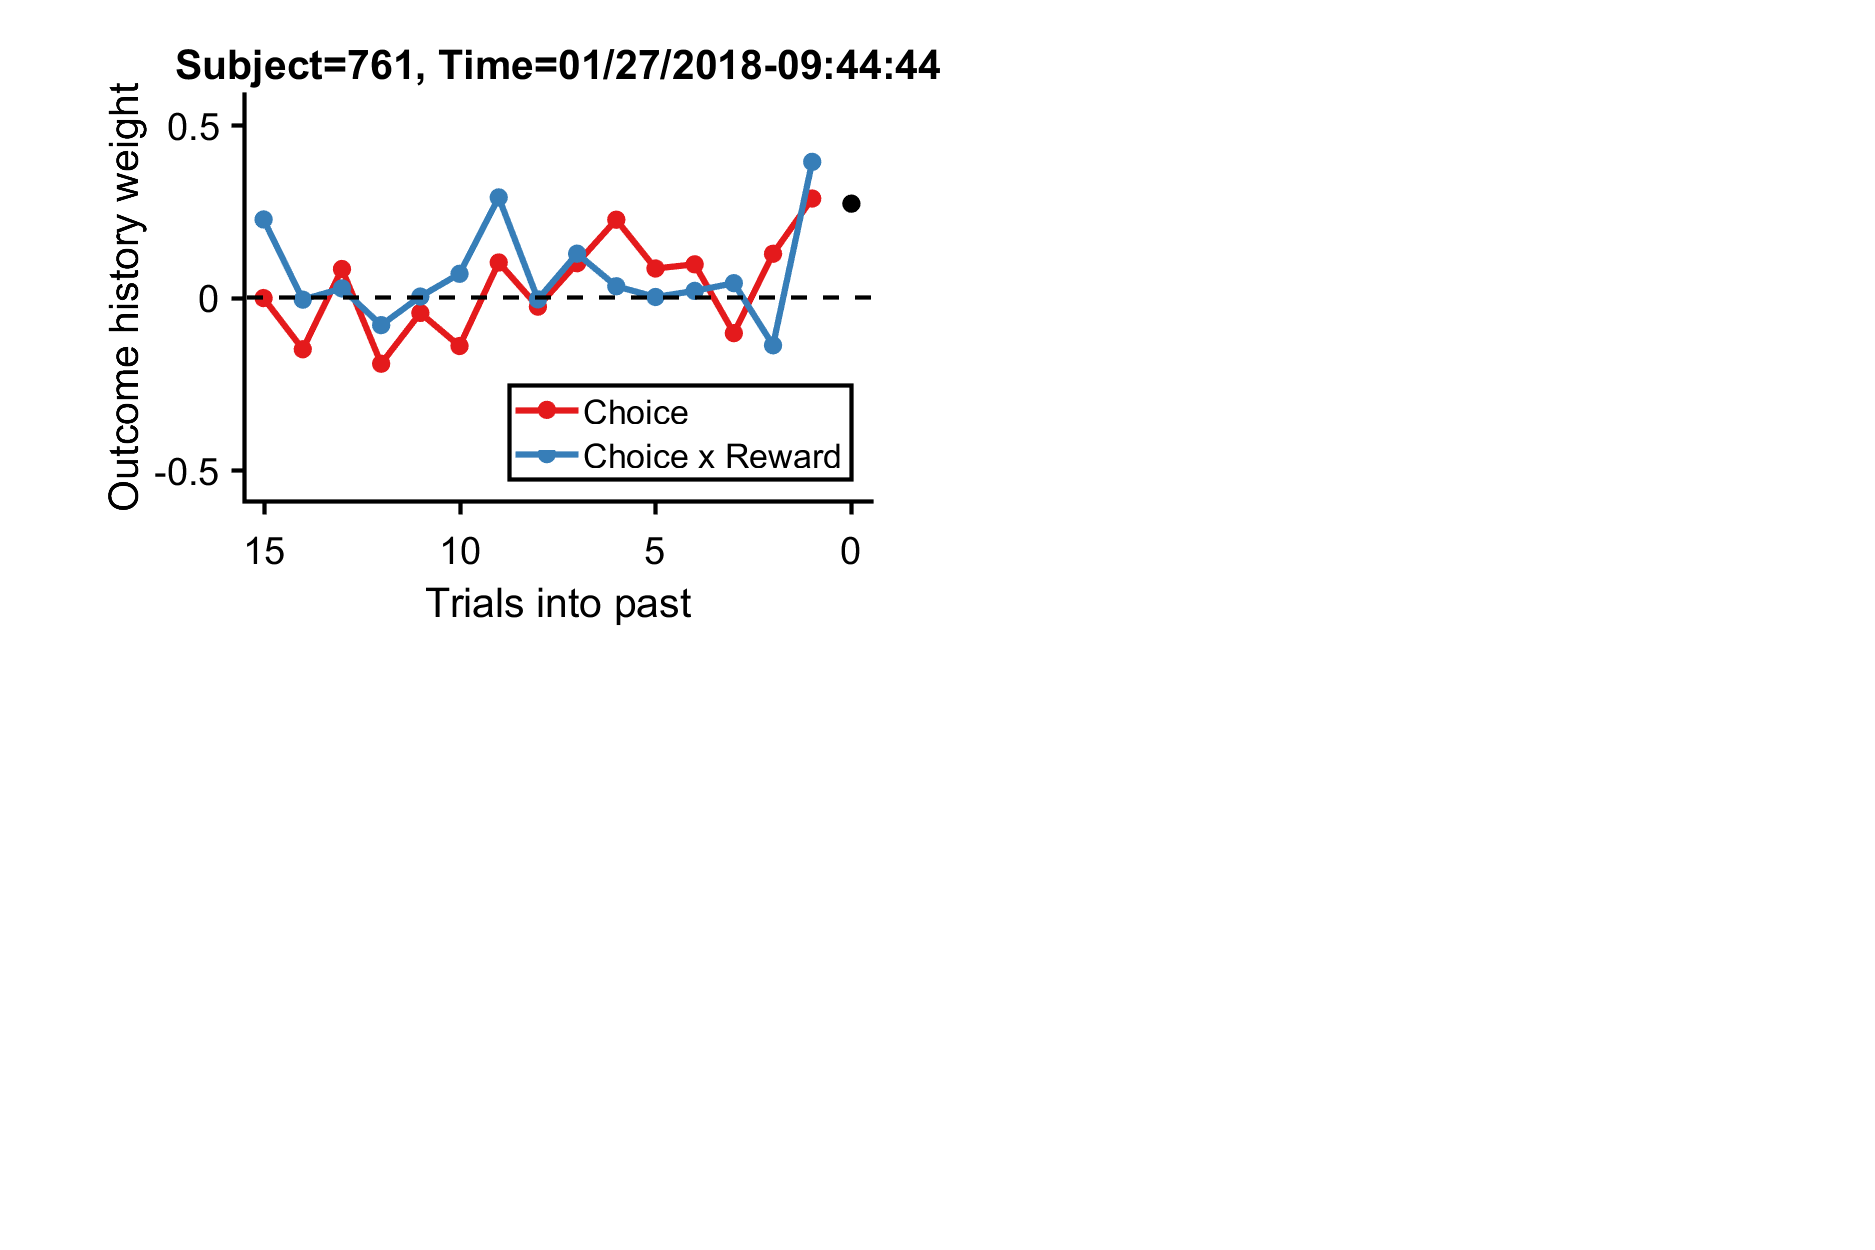 Subject=761, Time=01/27/2018-09:44:44
Outcome history weight
0.5
0
-0.5
Choice
Choice x Reward
15 10 5 0
Trials into past